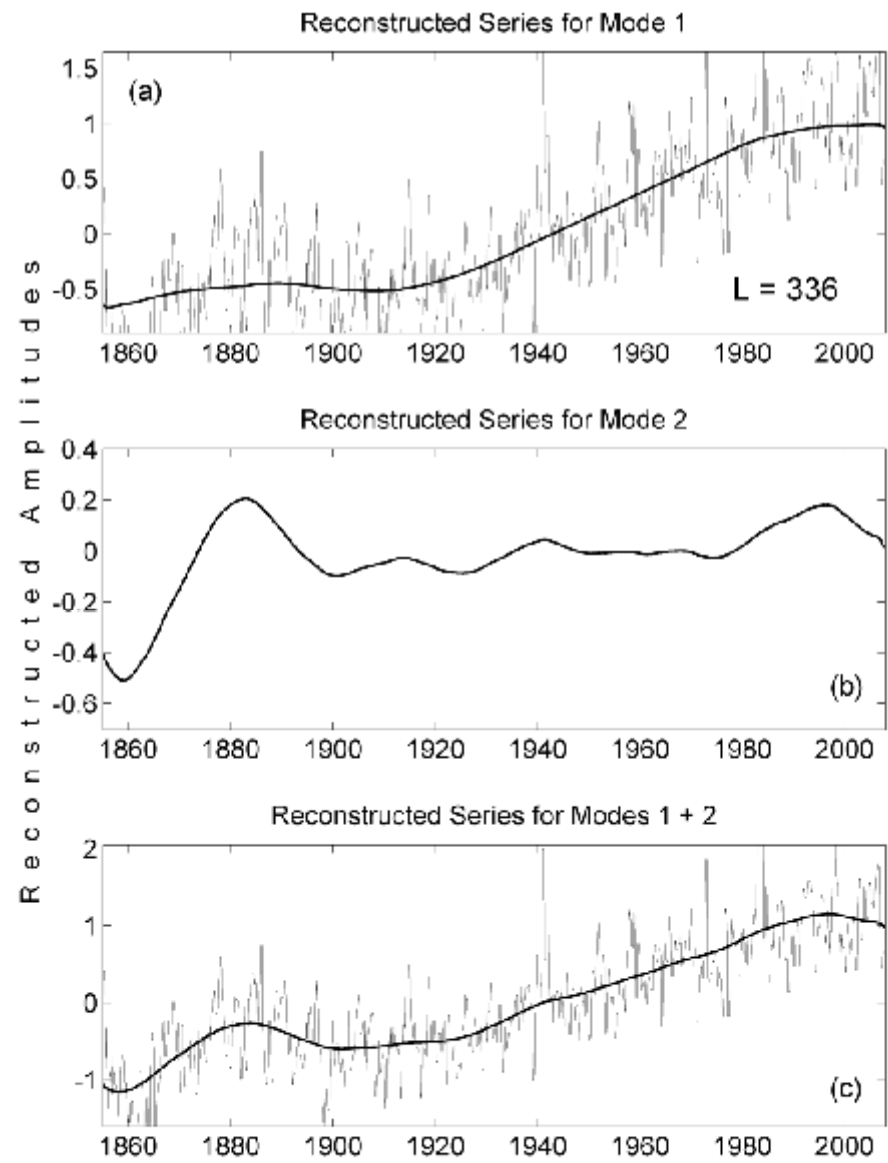 Reconstructed Series for Mode 1
1.5
1
0.5
0
-0.5
(a)
L = 336
1860 1880 1900 1920 1940 1960 1980 2000
Reconstructed Amplitudes
Reconstructed Series for Mode 2
0.4
0.2
0
-0.2
-0.4
-0.6
(b)
1860 1880 1900 1920 1940 1960 1980 2000
Reconstructed Series for Modes 1 + 2
2
1
0
-1
(c)
1860 1880 1900 1920 1940 1960 1980 2000